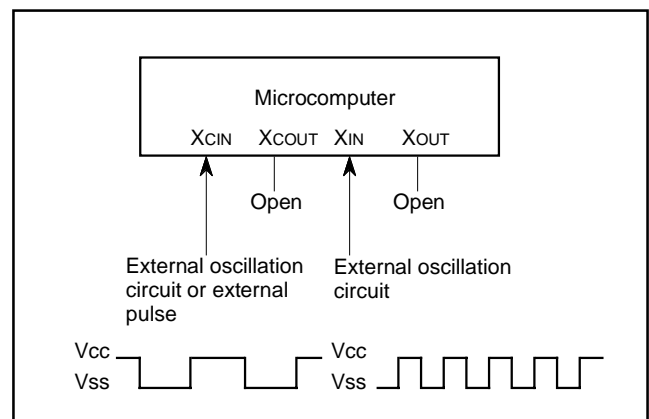 Microcomputer
XCIN XCOUT XIN XOUT
Open Open
External oscillation
circuit or external
pulse
External oscillation
circuit
Vcc
Vss
Vcc
Vss